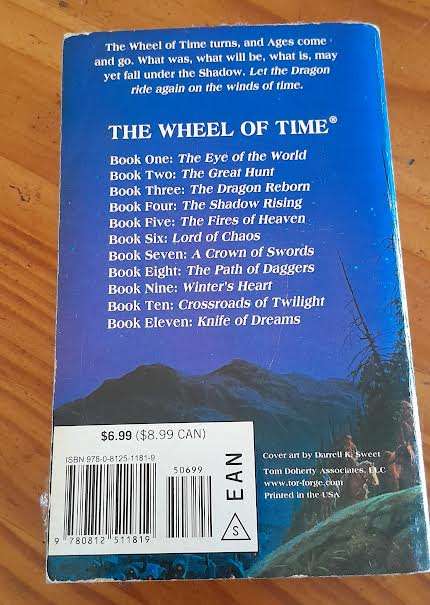 The Wheel of Time turns, and Ages come
and go. What was, what will be, what is, may
yet fall under the Shadow. Let the Dragon
ride again on the winds of time.
THE WHEEL OF TIME®
Book One: The Eye of the World
Book Two: The Great Hunt
Book Three: The Dragon Reborn
Book Four: The Shadow Rising
Book Five: The Fires of Heaven
Book Six: Lord of Chaos
Book Seven: A Crown of Swords
Book Eight: The Path of Daggers
Book Nine: Winter's Heart
Book Ten: Crossroads of Twilight
Book Eleven: Knife of Dreams
$6.99 ($8.99 CAN)
ISBN 978-0-8125-1181-9
50699
9 780812 511819
EAN
S
Cover art by Darrell K. Sweet
Tom Doherty Associates, LLC
www.tor-forge.com
Printed in the USA